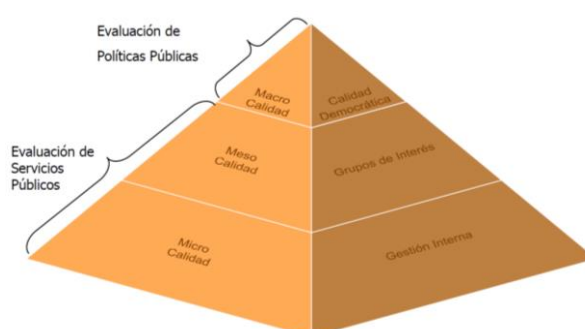 Evaluación de
Políticas Públicas
Macro
Calidad
Calidad
Democrática
Evaluación de
Servicios
Públicos
Meso
Calidad
Grupos de Interés
Micro
Calidad
Gestión Interna